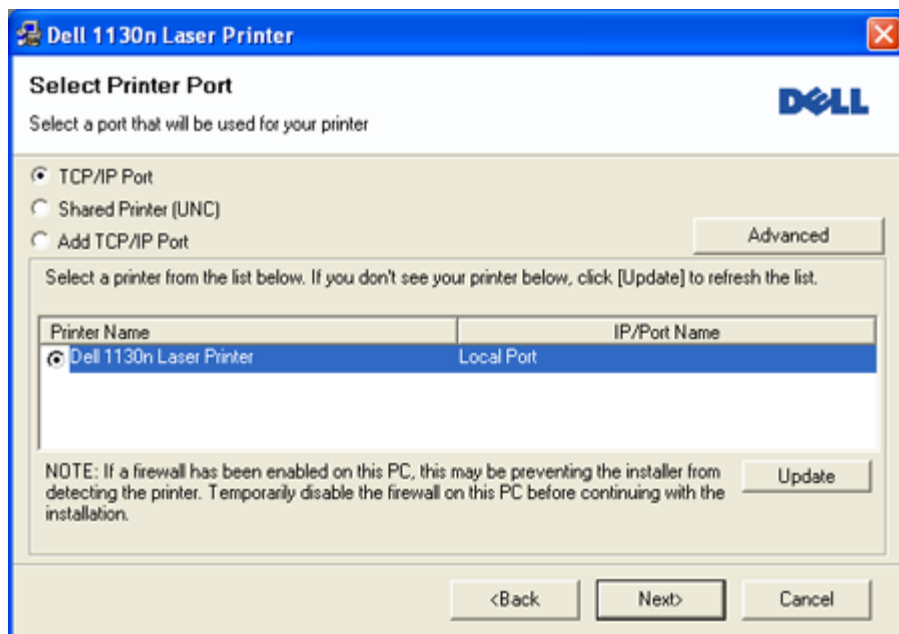 Dell 1130n Laser Printer
Select Printer Port
Select a port that will be used for your printer
DELL
TCP/IP Port
Shared Printer (UNC)
Add TCP/IP Port
Advanced
Select a printer from the list below. If you don't see your printer below, click [Update] to refresh the list.
Printer Name IP/Port Name
Dell 1130n Laser Printer Local Port
NOTE: If a firewall has been enabled on this PC, this may be preventing the installer from
detecting the printer. Temporarily disable the firewall on this PC before continuing with the
installation.
Update
<Back Next> Cancel